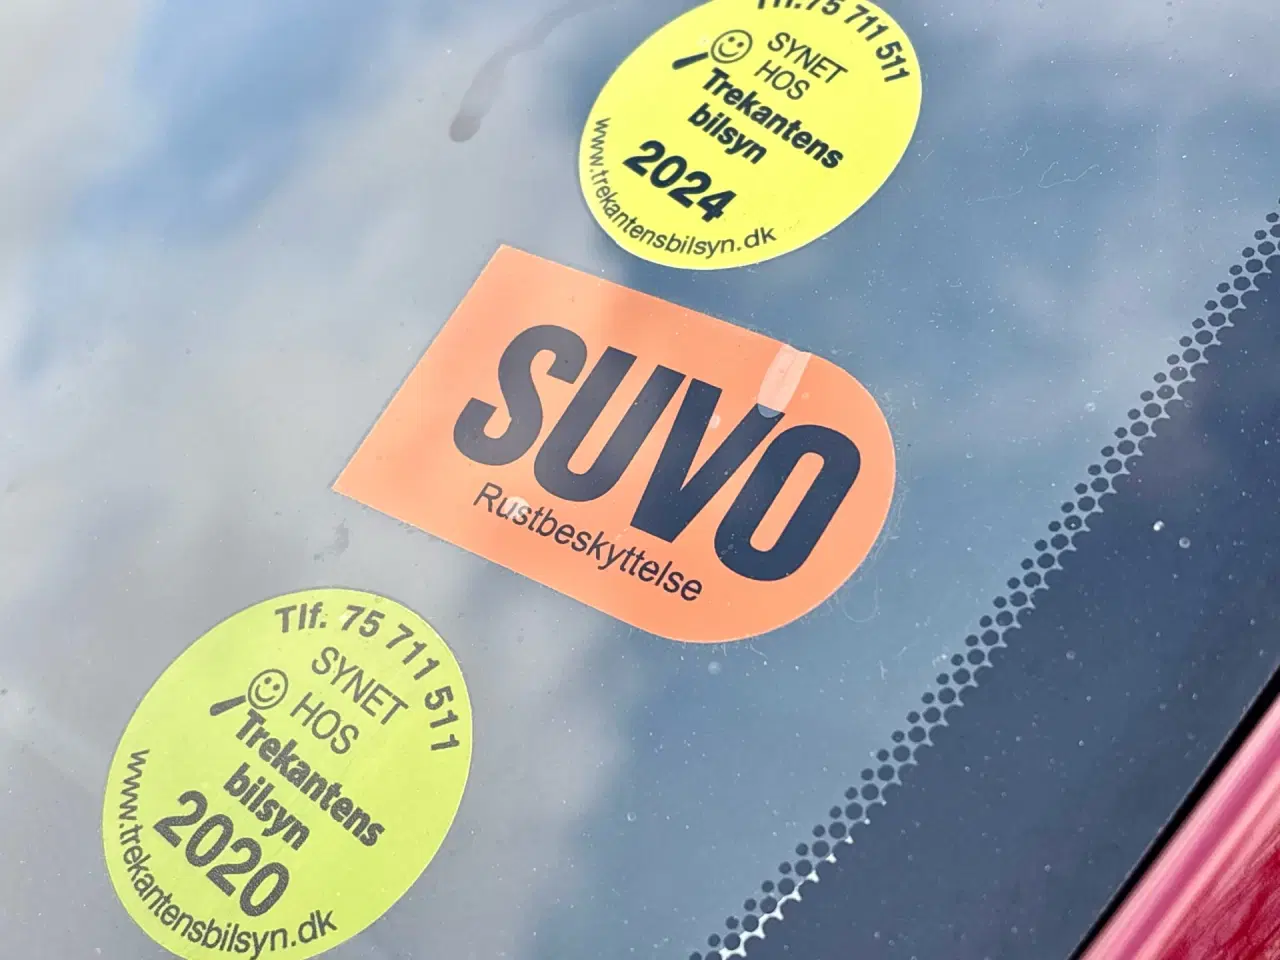 Tlf. 75 711 511
SYNET
HOS
Trekantens
bilsyn
2024
www.trekantensbilsyn.dk
SUVO
Rustbeskyttelse
Tlf. 75 711 511
SYNET
HOS
Trekantens
bilsyn
2020
www.trekantensbilsyn.dk